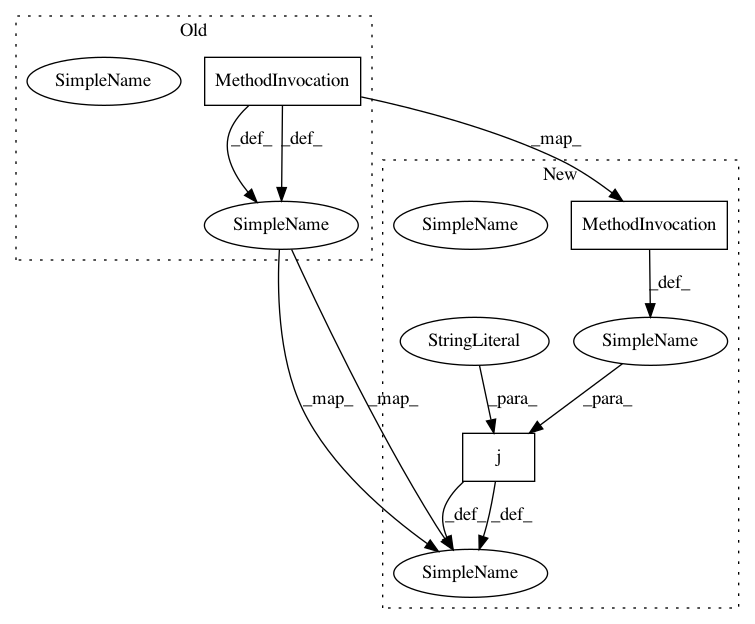 Old
SimpleName
MethodInvocation
_def_
_def_
_map_
SimpleName
New
SimpleName
MethodInvocation
_def_
StringLiteral
SimpleName
_map_
_map_
_para_
_para_
j
_def_
_def_
SimpleName